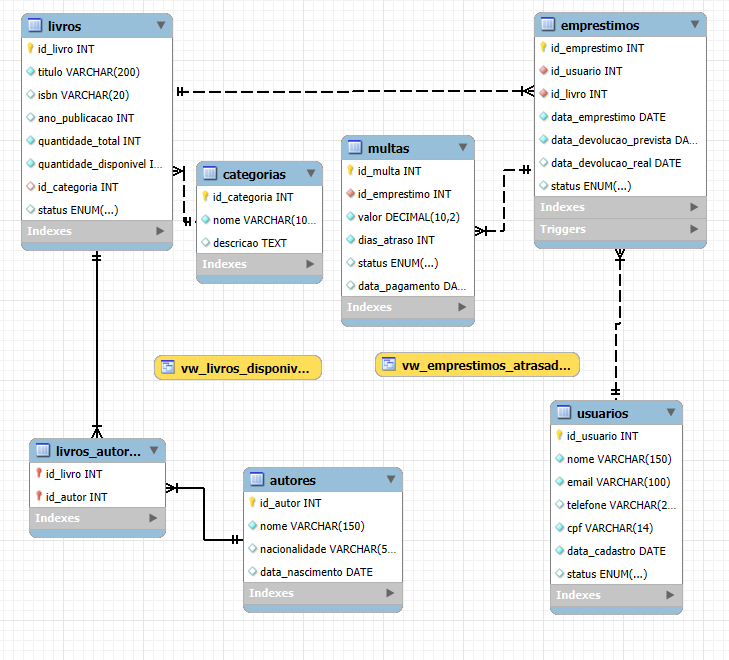 livros
id_livro INT
titulo VARCHAR(200)
isbn VARCHAR(20)
ano_publicacao INT
quantidade_total INT
quantidade_disponivel I...
id_categoria INT
status ENUM(...)
Indexes
emprestimos
id_emprestimo INT
id_usuario INT
id_livro INT
data_emprestimo DATE
data_devolucao_prevista DA...
data_devolucao_real DATE
status ENUM(...)
Indexes
Triggers
categorias
id_categoria INT
nome VARCHAR(10...
descricao TEXT
Indexes
multas
id_multa INT
id_emprestimo INT
valor DECIMAL(10,2)
dias_atraso INT
status ENUM(...)
data_pagamento DA...
Indexes
vw_livros_disponiv...
vw_emprestimos_atrasad...
livros_autor...
id_livro INT
id_autor INT
Indexes
autores
id_autor INT
nome VARCHAR(150)
nacionalidade VARCHAR(5...
data_nascimento DATE
Indexes
usuarios
id_usuario INT
nome VARCHAR(150)
email VARCHAR(100)
telefone VARCHAR(2...
cpf VARCHAR(14)
data_cadastro DATE
status ENUM(...)
Indexes